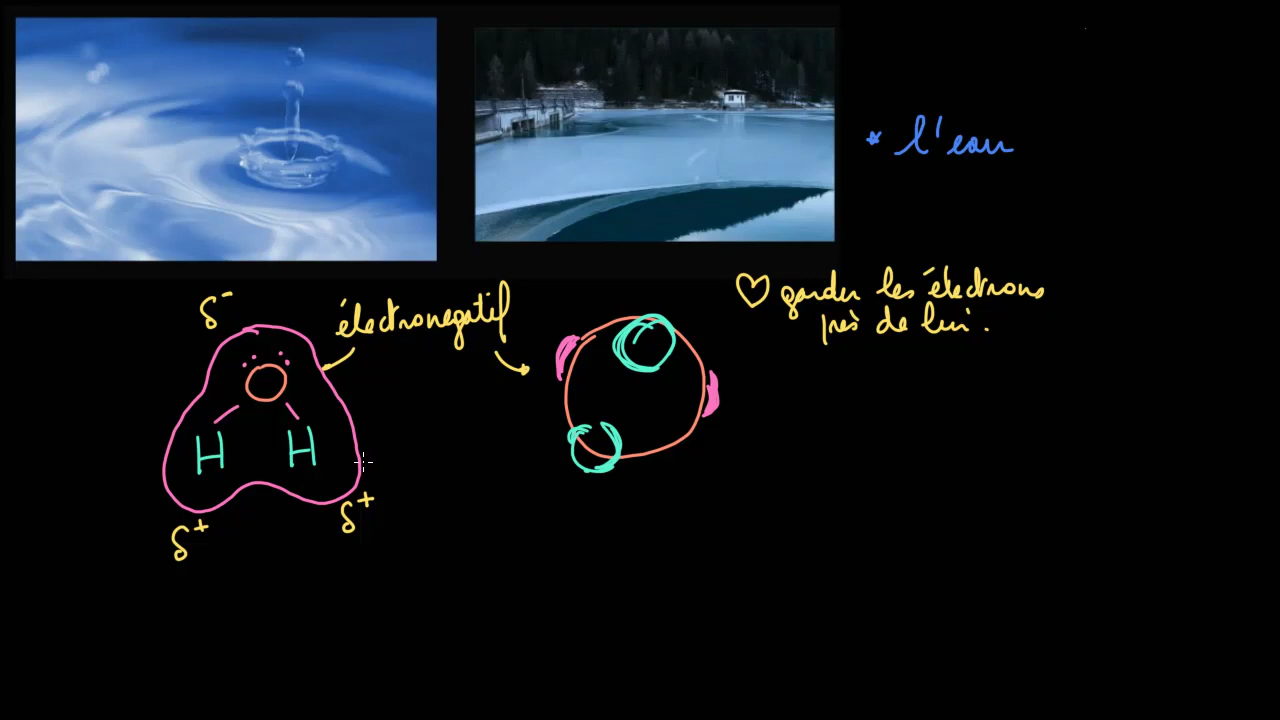 * l'eau
♡ garder les électrons
près de lui.
δ-
électronegatif
H H
δ+
δ+